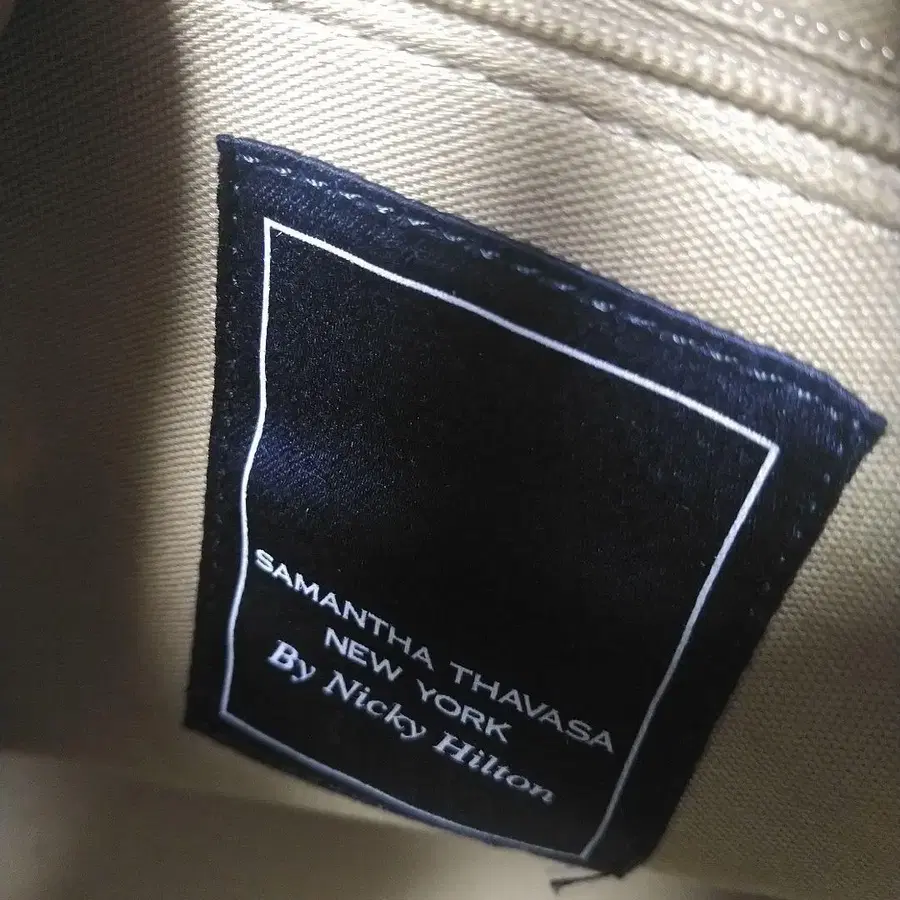 SAMANTHA THAVASA
NEW YORK
By Nicky Hilton